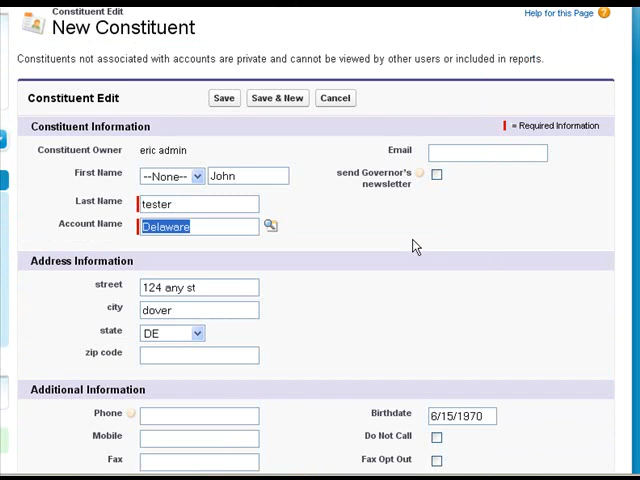 Constituent Edit
New Constituent
Help for this Page ?
Constituents not associated with accounts are private and cannot be viewed by other users or included in reports.
Constituent Edit Save Save & New Cancel
Constituent Information = Required Information
Constituent Owner eric admin Email
First Name --None-- John send Governor's newsletter
Last Name tester
Account Name Delaware
Address Information
street 124 any st
city dover
state DE
zip code
Additional Information
Phone Birthdate 6/15/1970
Mobile Do Not Call
Fax Fax Opt Out